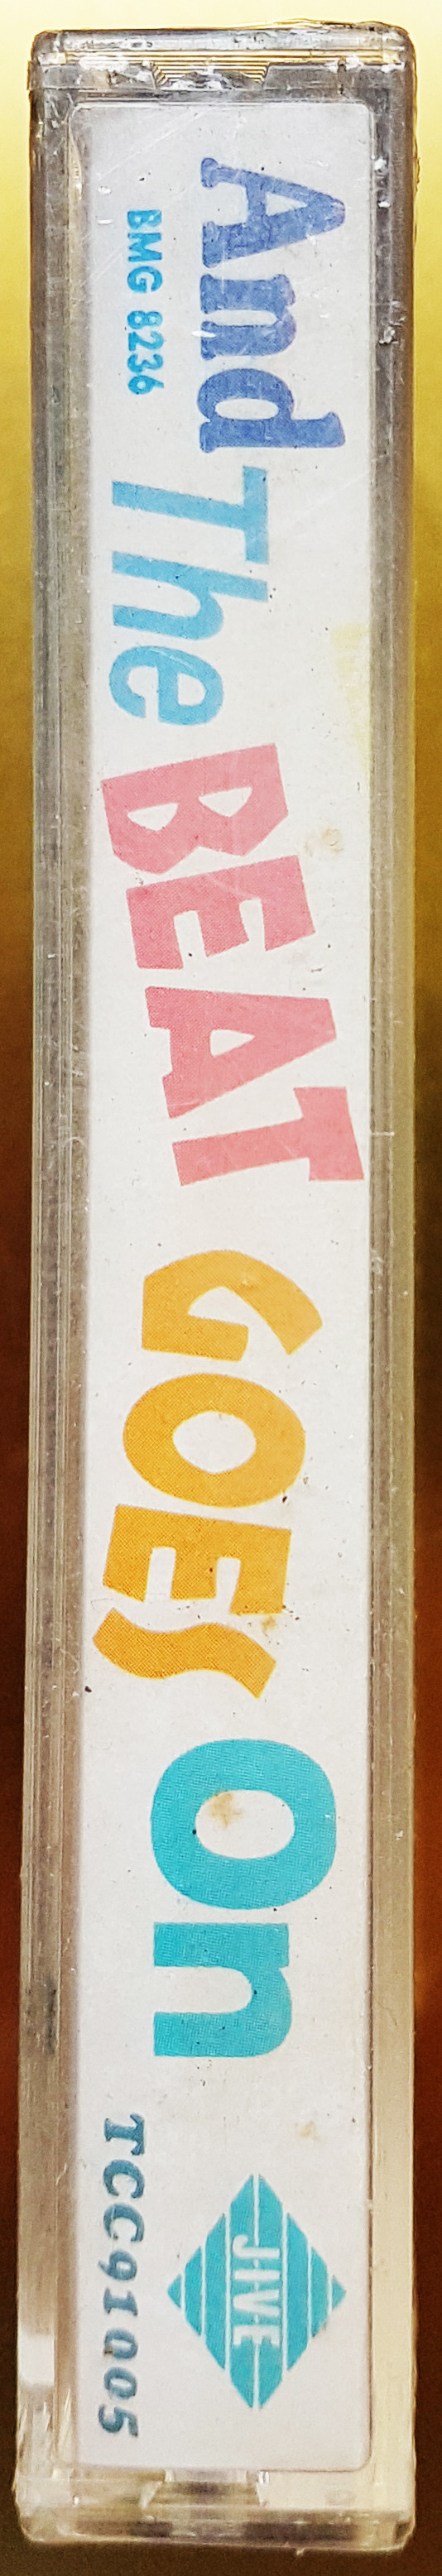 And The BEAT GOES On
BMG 8236
JIVE
TCC91005